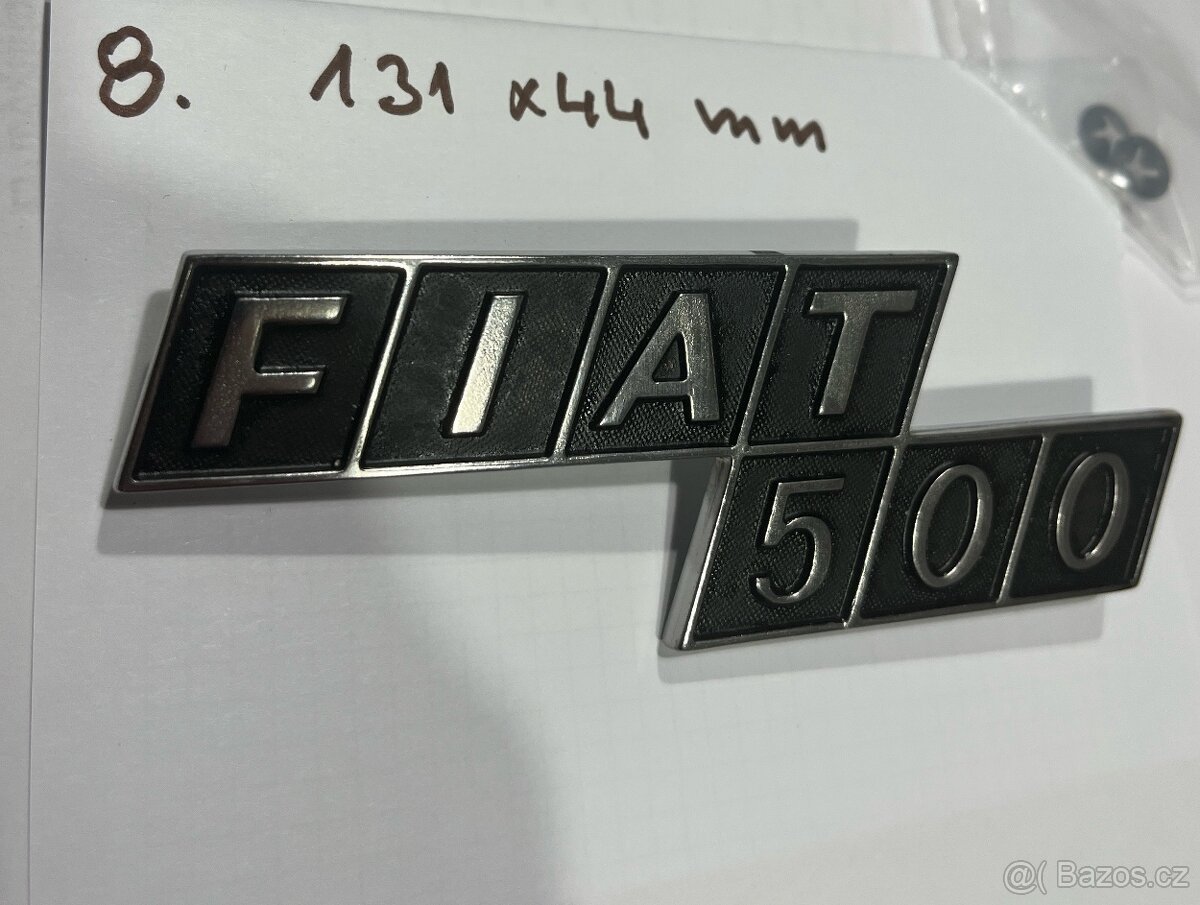 8. 131 x44 mm
FIAT
500
@( Bazos.cz